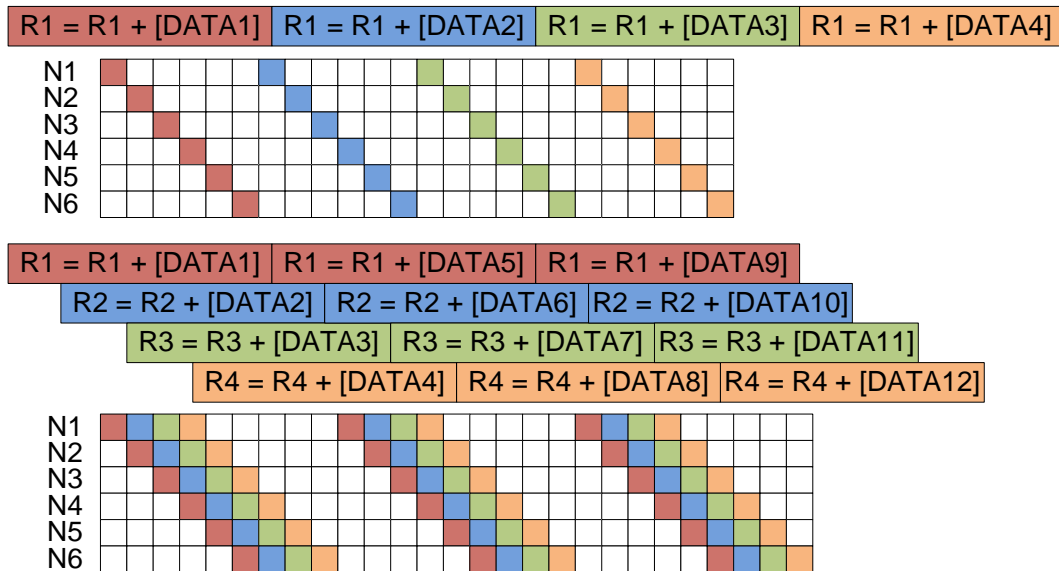 R1 = R1 + [DATA1] R1 = R1 + [DATA2] R1 = R1 + [DATA3] R1 = R1 + [DATA4]
N1
N2
N3
N4
N5
N6
R1 = R1 + [DATA1] R1 = R1 + [DATA5] R1 = R1 + [DATA9]
R2 = R2 + [DATA2] R2 = R2 + [DATA6] R2 = R2 + [DATA10]
R3 = R3 + [DATA3] R3 = R3 + [DATA7] R3 = R3 + [DATA11]
R4 = R4 + [DATA4] R4 = R4 + [DATA8] R4 = R4 + [DATA12]
N1
N2
N3
N4
N5
N6